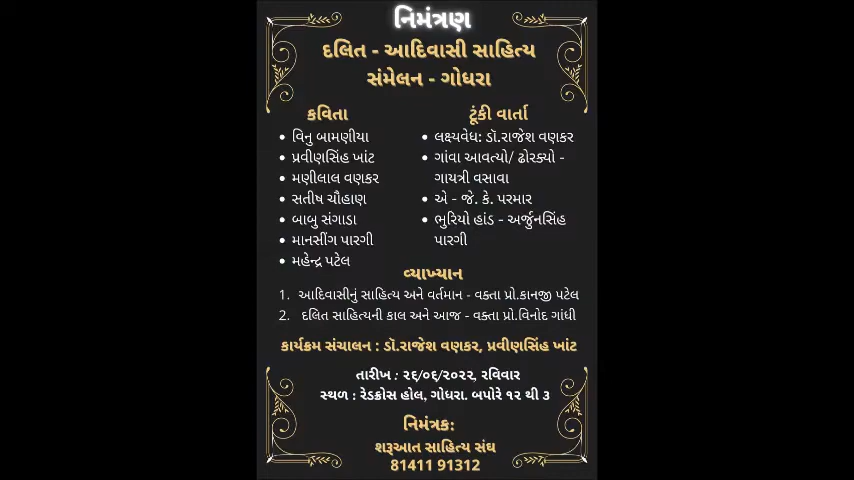 નિમંત્રણ
દલિત - આદિવાસી સાહિત્ય
સંમેલન - ગોધરા
કવિતા
• વિનુ બામણીયા
• પ્રવીણસિંહ ખાંટ
• મણીલાલ વણકર
• સતીષ ચૌહાણ
• બાબુ સંગાડા
• માનસીંગ પારગી
• મહેન્દ્ર પટેલ
ટૂંકી વાર્તા
• લક્ષ્યવેધ: ડૉ.રાજેશ વણકર
• ગાંવા આવત્યો/ ઢોરક્યો -
ગાયત્રી વસાવા
• એ - જે. કે. પરમાર
• ભુરિયો હાંડ - અર્જુનસિંહ
પારગી
વ્યાખ્યાન
1. આદિવાસીનું સાહિત્ય અને વર્તમાન - વક્તા પ્રો.કાનજી પટેલ
2. દલિત સાહિત્યની કાલ અને આજ - વક્તા પ્રો.વિનોદ ગાંધી
કાર્યક્રમ સંચાલન : ડૉ.રાજેશ વણકર, પ્રવીણસિંહ ખાંટ
તારીખ : ૨૬/૦૬/૨૦૨૨, રવિવાર
સ્થળ : રેડક્રોસ હોલ, ગોધરા. બપોરે ૧૨ થી 3
નિમંત્રક:
શરૂઆત સાહિત્ય સંઘ
81411 91312